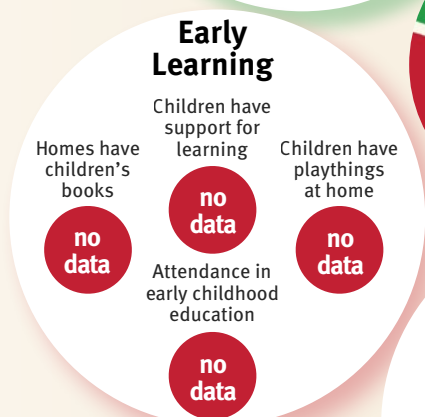 Early
Learning
Children have
support for
learning
no
data
Homes have
children's
books
no
data
Children have
playthings
at home
no
data
Attendance in
early childhood
education
no
data